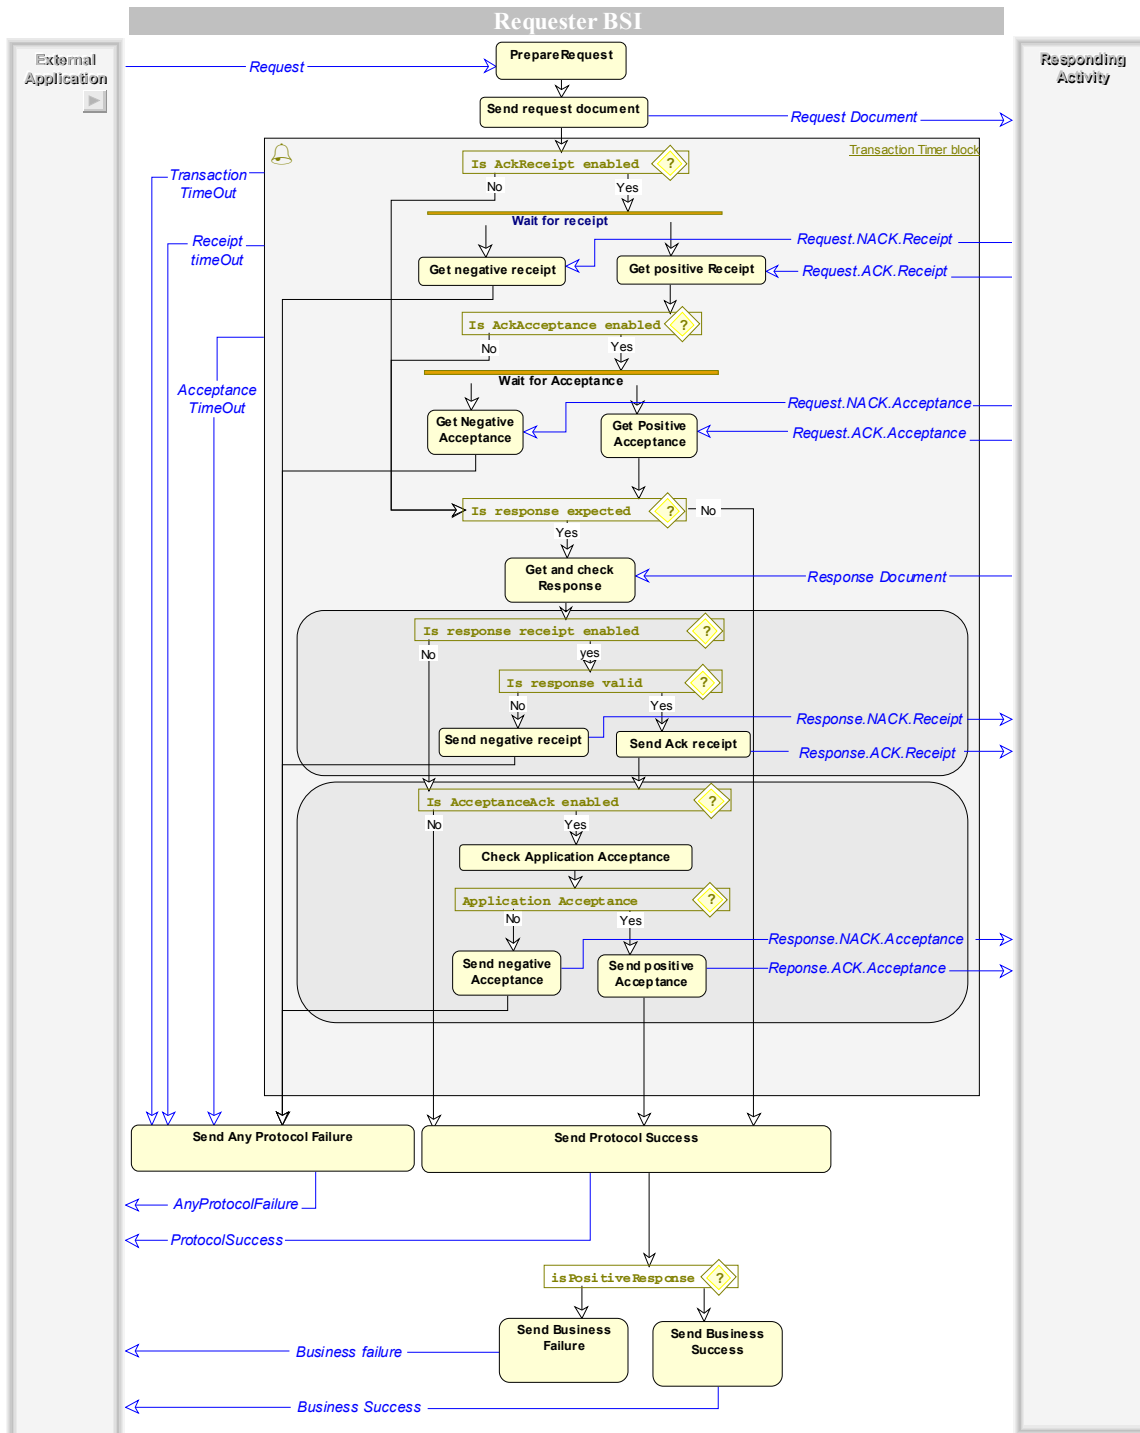 Requester BSI
External
Application
Responding
Activity
PrepareRequest
Request
Send request document
Request Document
Transaction Timer block
Is AckReceipt enabled
?
Transaction
TimeOut
No
Yes
Wait for receipt
Receipt
timeOut
Request.NACK.Receipt
Get negative receipt
Get positive Receipt
Request.ACK.Receipt
Is AckAcceptance enabled
?
No
Yes
Wait for Acceptance
Acceptance
TimeOut
Request.NACK.Acceptance
Get Negative
Acceptance
Get Positive
Acceptance
Request.ACK.Acceptance
Is response expected
?
No
Yes
Get and check
Response
Response Document
Is response receipt enabled
?
No
yes
Is response valid
?
No
Yes
Response.NACK.Receipt
Send negative receipt
Send Ack receipt
Response.ACK.Receipt
Is AcceptanceAck enabled
?
No
Yes
Check Application Acceptance
Application Acceptance
?
No
Yes
Response.NACK.Acceptance
Send negative
Acceptance
Send positive
Acceptance
Reponse.ACK.Acceptance
Send Any Protocol Failure
Send Protocol Success
AnyProtocolFailure
ProtocolSuccess
isPositiveResponse
?
Send Business
Failure
Send Business
Success
Business failure
Business Success